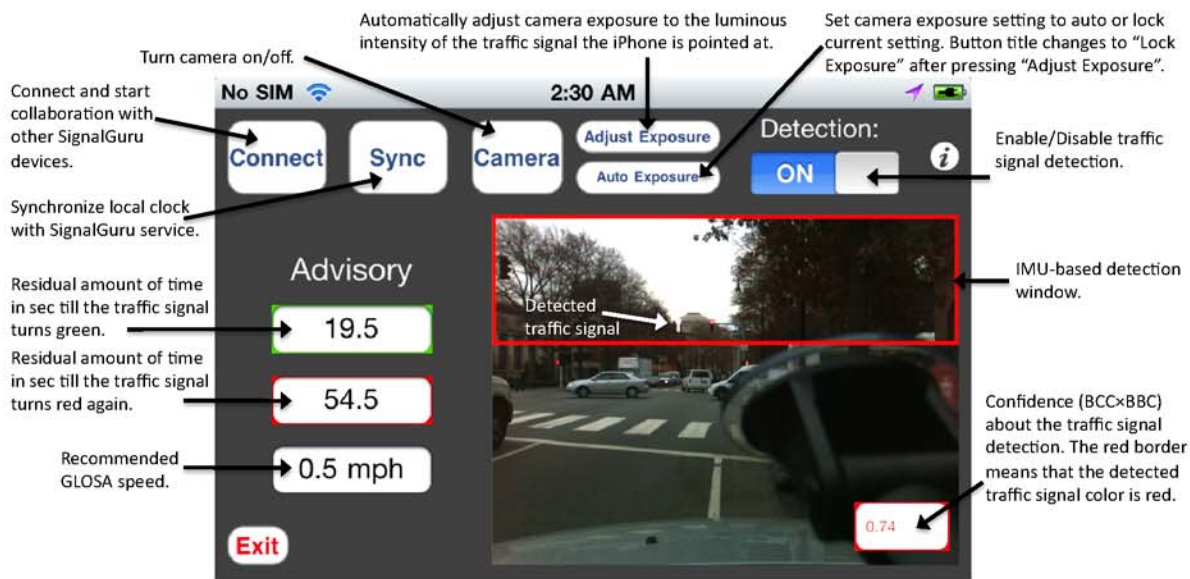 Automatically adjust camera exposure to the luminous
intensity of the traffic signal the iPhone is pointed at.
Set camera exposure setting to auto or lock
current setting. Button title changes to “Lock
Exposure” after pressing “Adjust Exposure”.
Turn camera on/off.
Connect and start
collaboration with
other SignalGuru
devices.
No SIM
2:30 AM
Connect
Sync
Camera
Adjust Exposure
Auto Exposure
Detection:
ON
i
Enable/Disable traffic
signal detection.
Synchronize local clock
with SignalGuru service.
Advisory
Residual amount of time
in sec till the traffic signal
turns green.
19.5
Residual amount of time
in sec till the traffic signal
turns red again.
54.5
Recommended
GLOSA speed.
0.5 mph
Exit
Detected
traffic signal
IMU-based detection
window.
Confidence (BCC×BBC)
about the traffic signal
detection. The red border
means that the detected
traffic signal color is red.
0.74